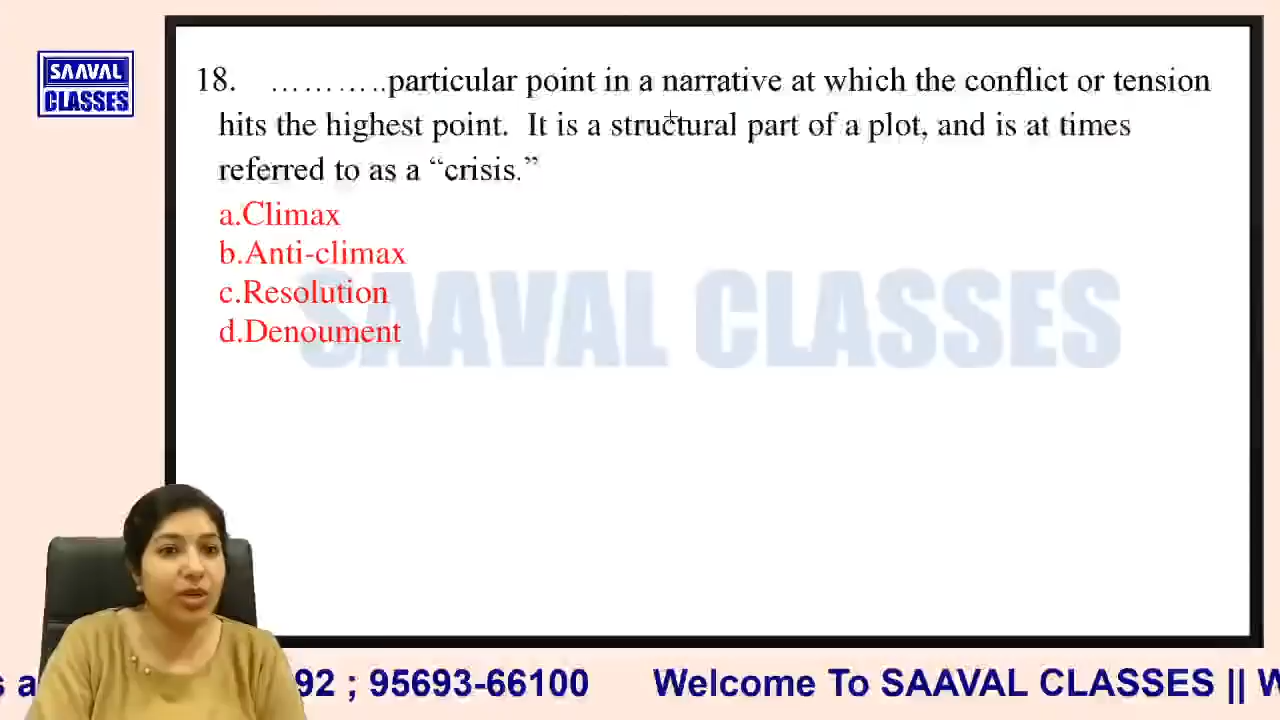 SAAVAL
CLASSES
18. ………..particular point in a narrative at which the conflict or tension
hits the highest point. It is a structural part of a plot, and is at times
referred to as a “crisis.”
a.Climax
b.Anti-climax
c.Resolution
d.Denoument
SAAVAL CLASSES
92 ; 95693-66100 Welcome To SAAVAL CLASSES ||